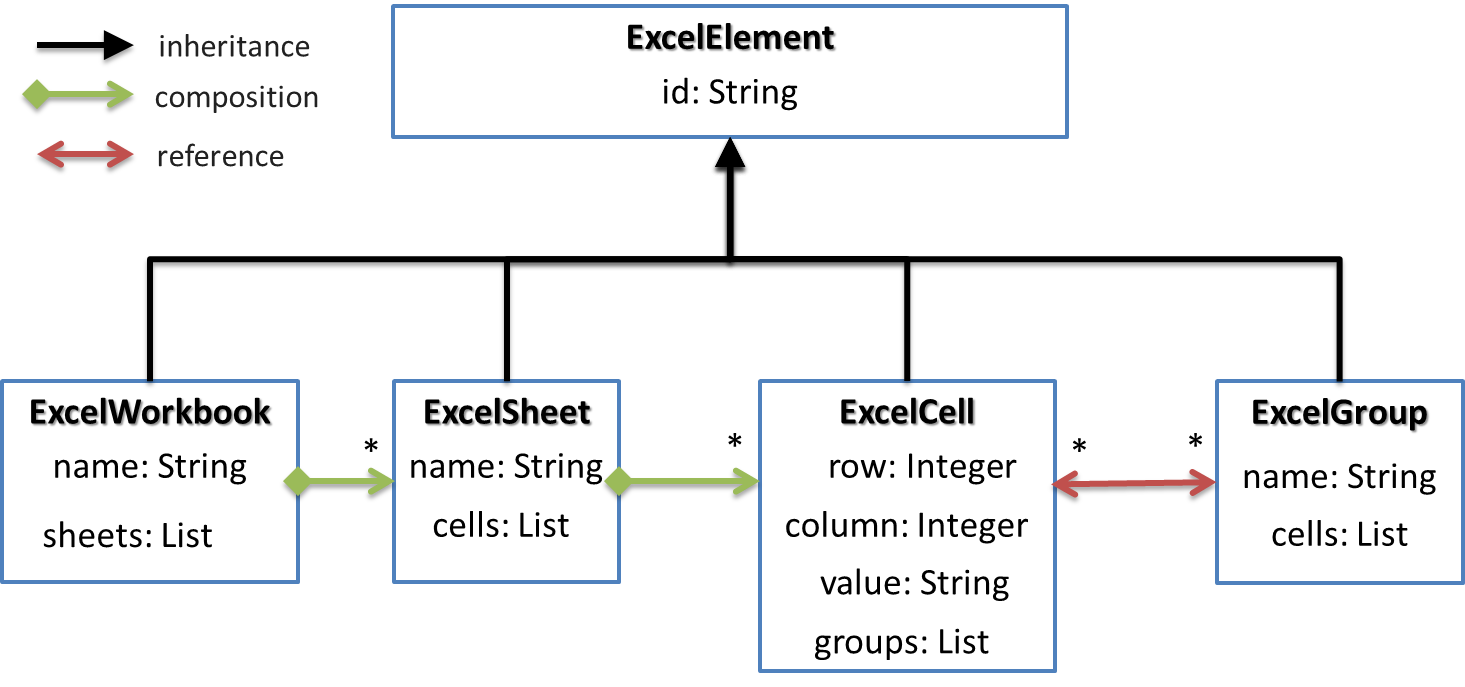 inheritance
composition
reference
ExcelElement
id: String
ExcelWorkbook
name: String
sheets: List
*
ExcelSheet
name: String
cells: List
*
ExcelCell
row: Integer
column: Integer
value: String
groups: List
* *
ExcelGroup
name: String
cells: List